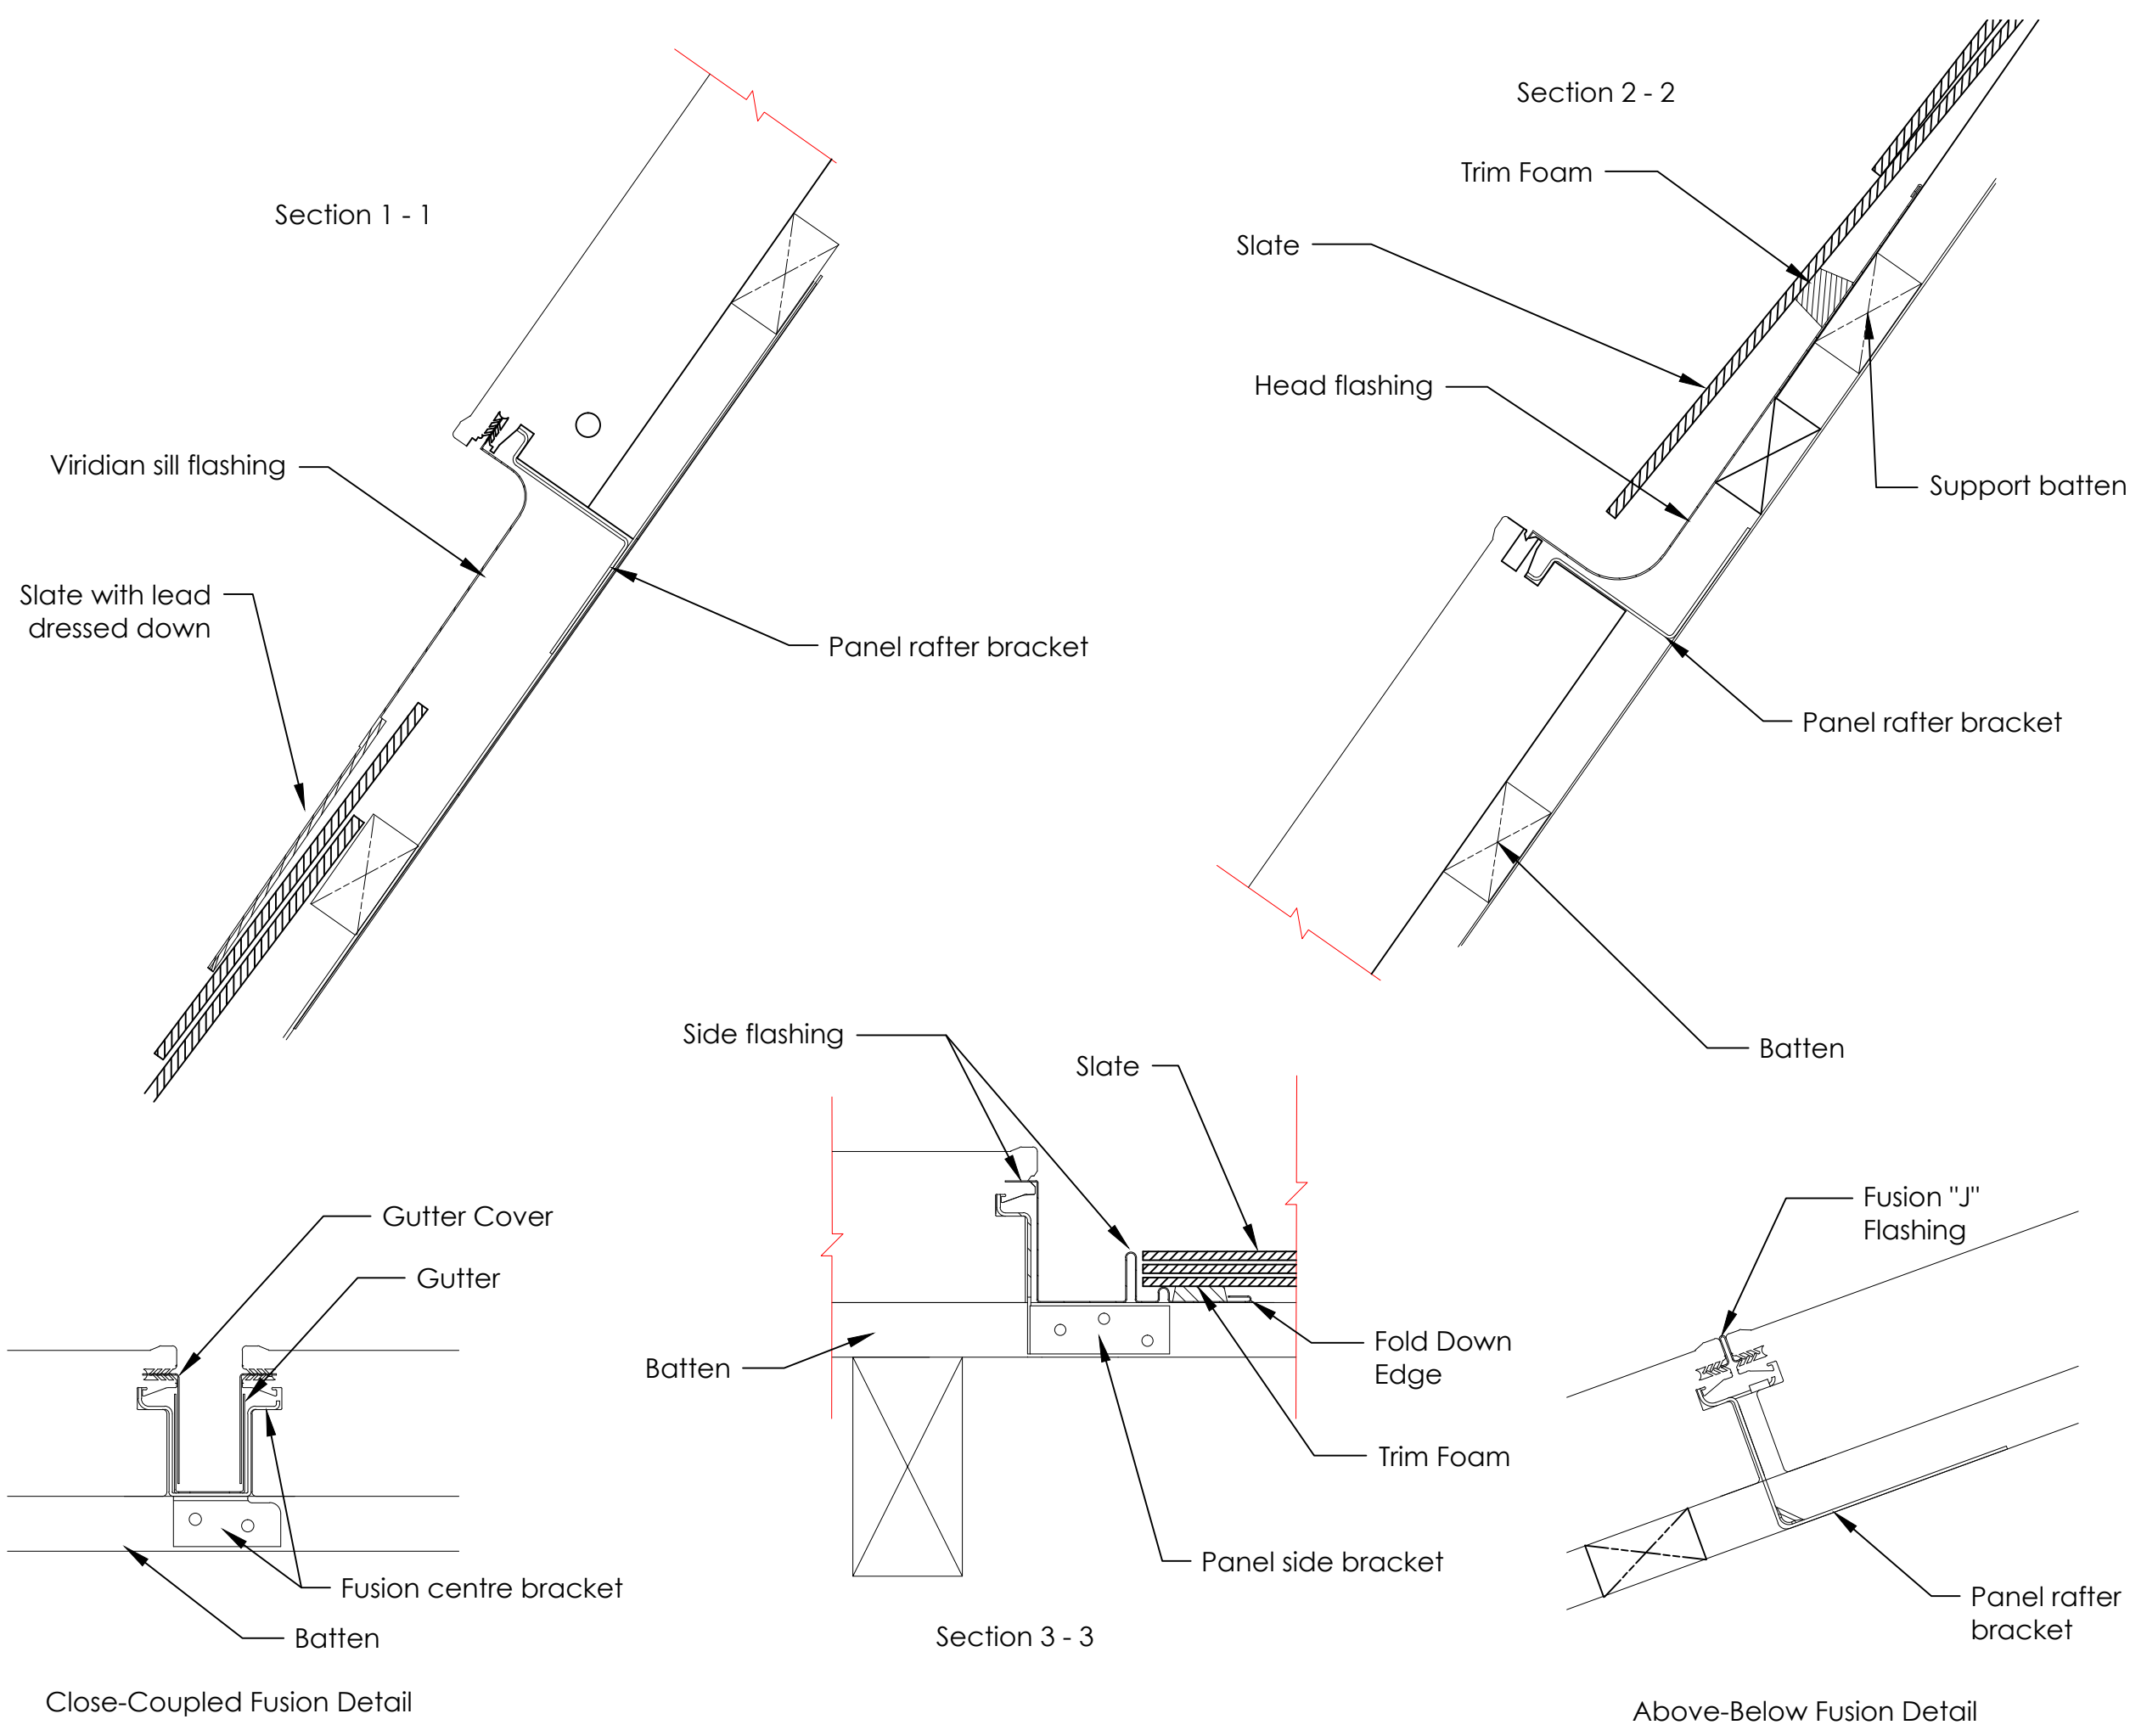 Section 1 - 1
Viridian sill flashing
Slate with lead
dressed down
Panel rafter bracket
Section 2 - 2
Trim Foam
Slate
Head flashing
Support batten
Panel rafter bracket
Batten
Side flashing
Slate
Batten
Fold Down
Edge
Trim Foam
Panel side bracket
Section 3 - 3
Gutter Cover
Gutter
Fusion centre bracket
Batten
Close-Coupled Fusion Detail
Fusion "J"
Flashing
Panel rafter
bracket
Above-Below Fusion Detail